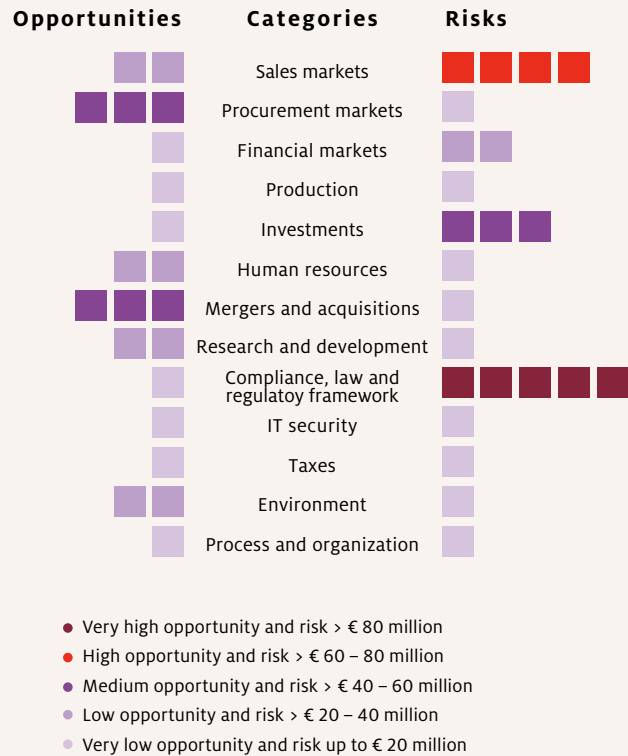 Opportunities Categories Risks
Sales markets
Procurement markets
Financial markets
Production
Investments
Human resources
Mergers and acquisitions
Research and development
Compliance, law and
regulatoy framework
IT security
Taxes
Environment
Process and organization
Very high opportunity and risk > € 80 million
High opportunity and risk > € 60 – 80 million
Medium opportunity and risk > € 40 – 60 million
Low opportunity and risk > € 20 – 40 million
Very low opportunity and risk up to € 20 million